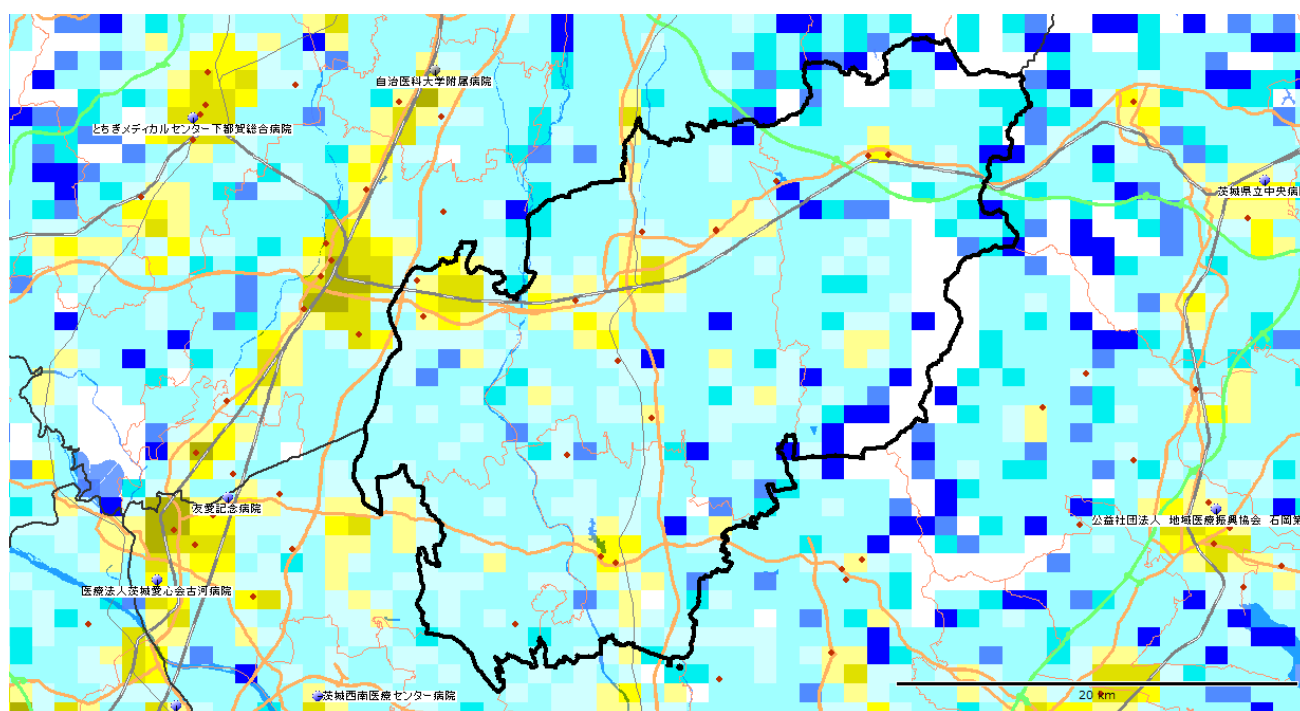 自治医科大学附属病院
とちぎメディカルセンター下都賀総合病院
茨城県立中央病
友愛記念病院
公益社団法人 地域医療振興協会 石岡第
医療法人茨城愛心会古河病院
茨城西南医療センター病院
20 km